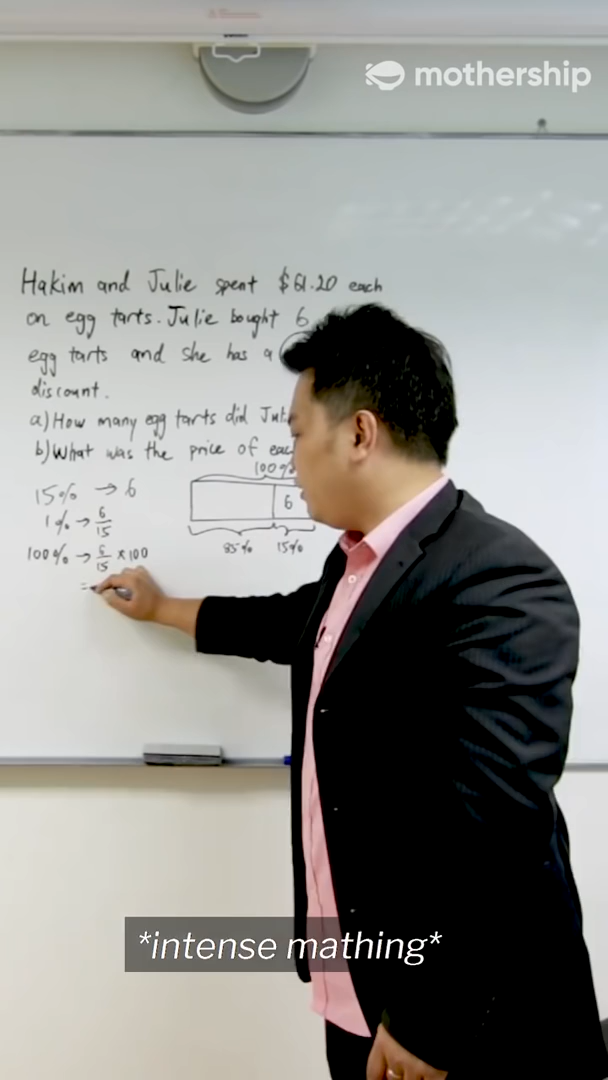 mothership
Hakim and Julie spent $61.20 each
on egg tarts. Julie bought 6
egg tarts and she has a
discount.
a) How many egg tarts did
b) What was the price of each
100%
15% → 6
6
1% → 6/15
100% → 6/15 × 100
85% 15%
=
*intense mathing*